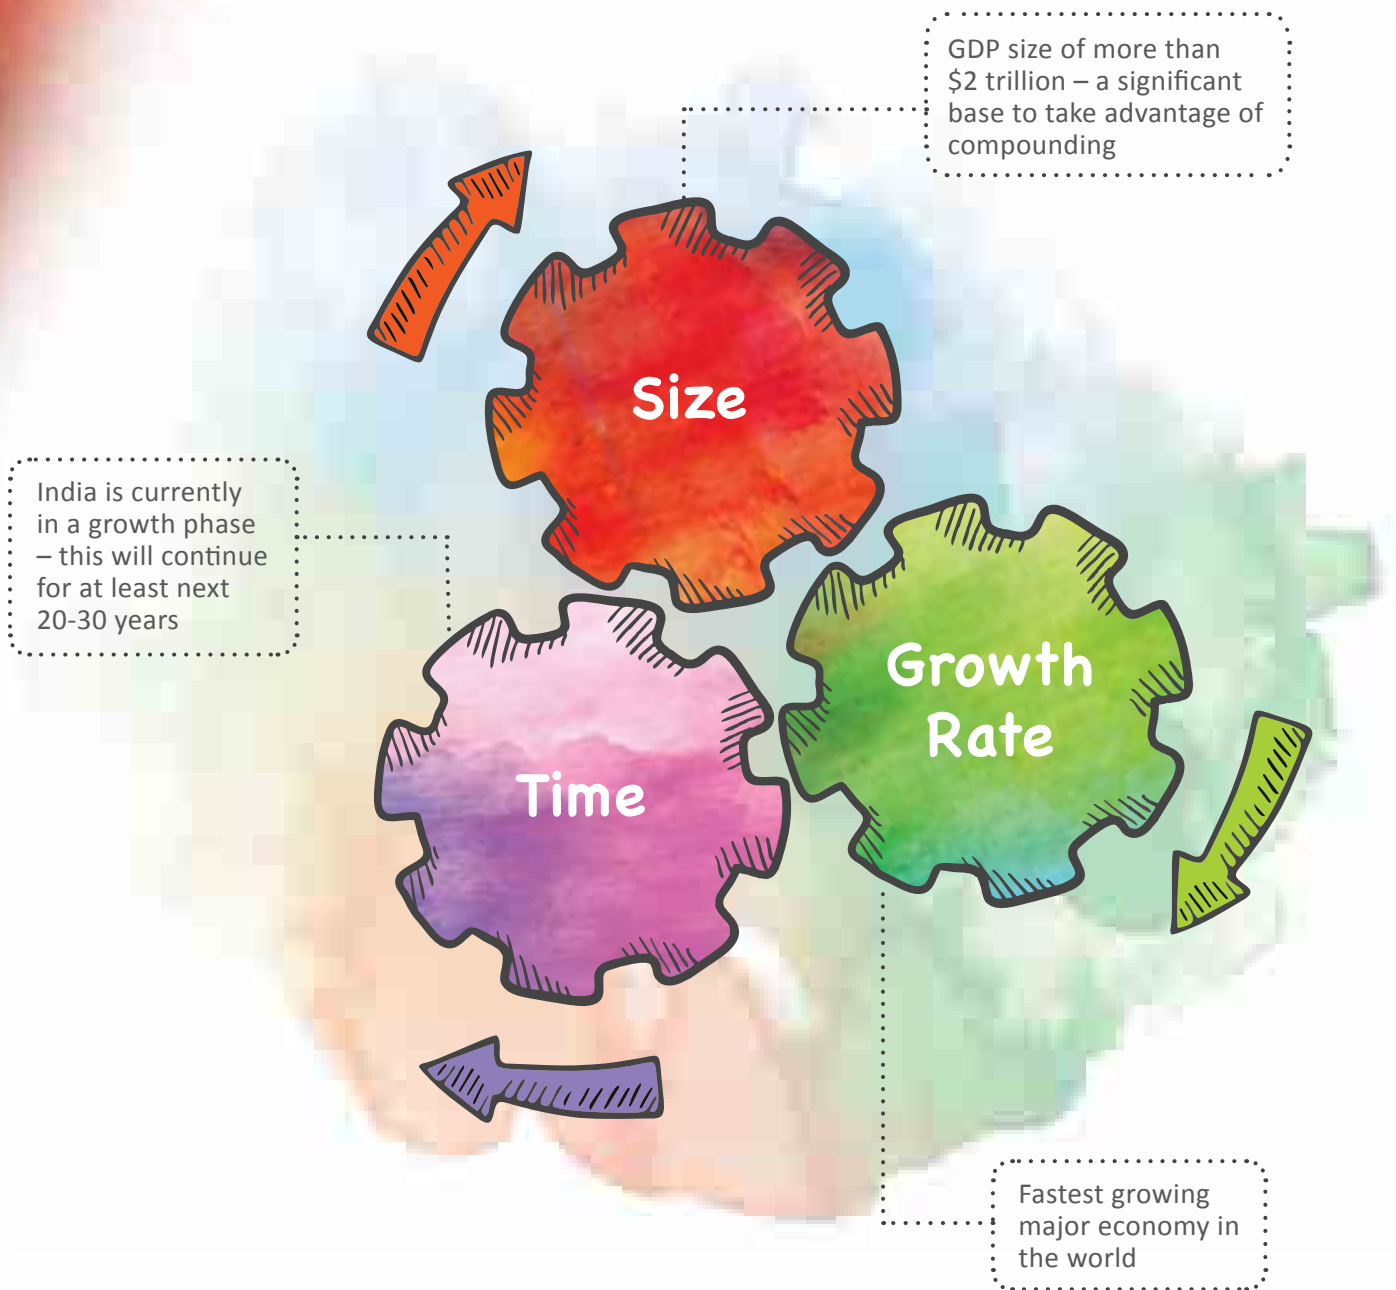 GDP size of more than
$2 trillion – a significant
base to take advantage of
compounding
Size
India is currently
in a growth phase
– this will continue
for at least next
20-30 years
Growth
Rate
Time
Fastest growing
major economy in
the world